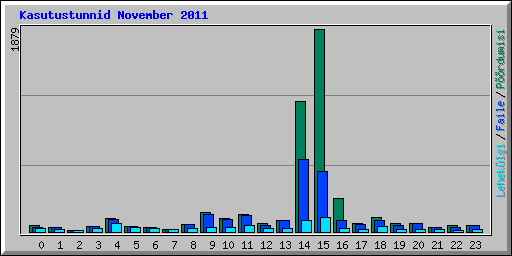 Kasutustunnid November 2011
1879
Lehekülgi / Faile / Pöördumisi
0 1 2 3 4 5 6 7 8 9 10 11 12 13 14 15 16 17 18 19 20 21 22 23